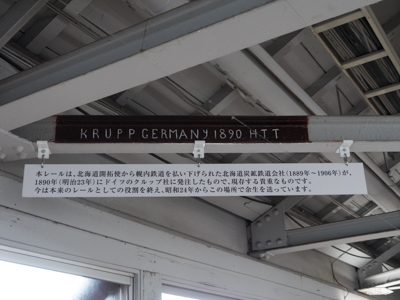 KRUPP GERMANY 1890 H.T.T
本レールは、北海道開拓使から幌内鉄道を払い下げられた北海道炭鉱鉄道会社(1889年～1906年)が、
1890年(明治23年)にドイツのクルップ社に発注したもので、現存する貴重なものです。
今は本来のレールとしての役割を終え、昭和24年からこの場所で余生を送っています。